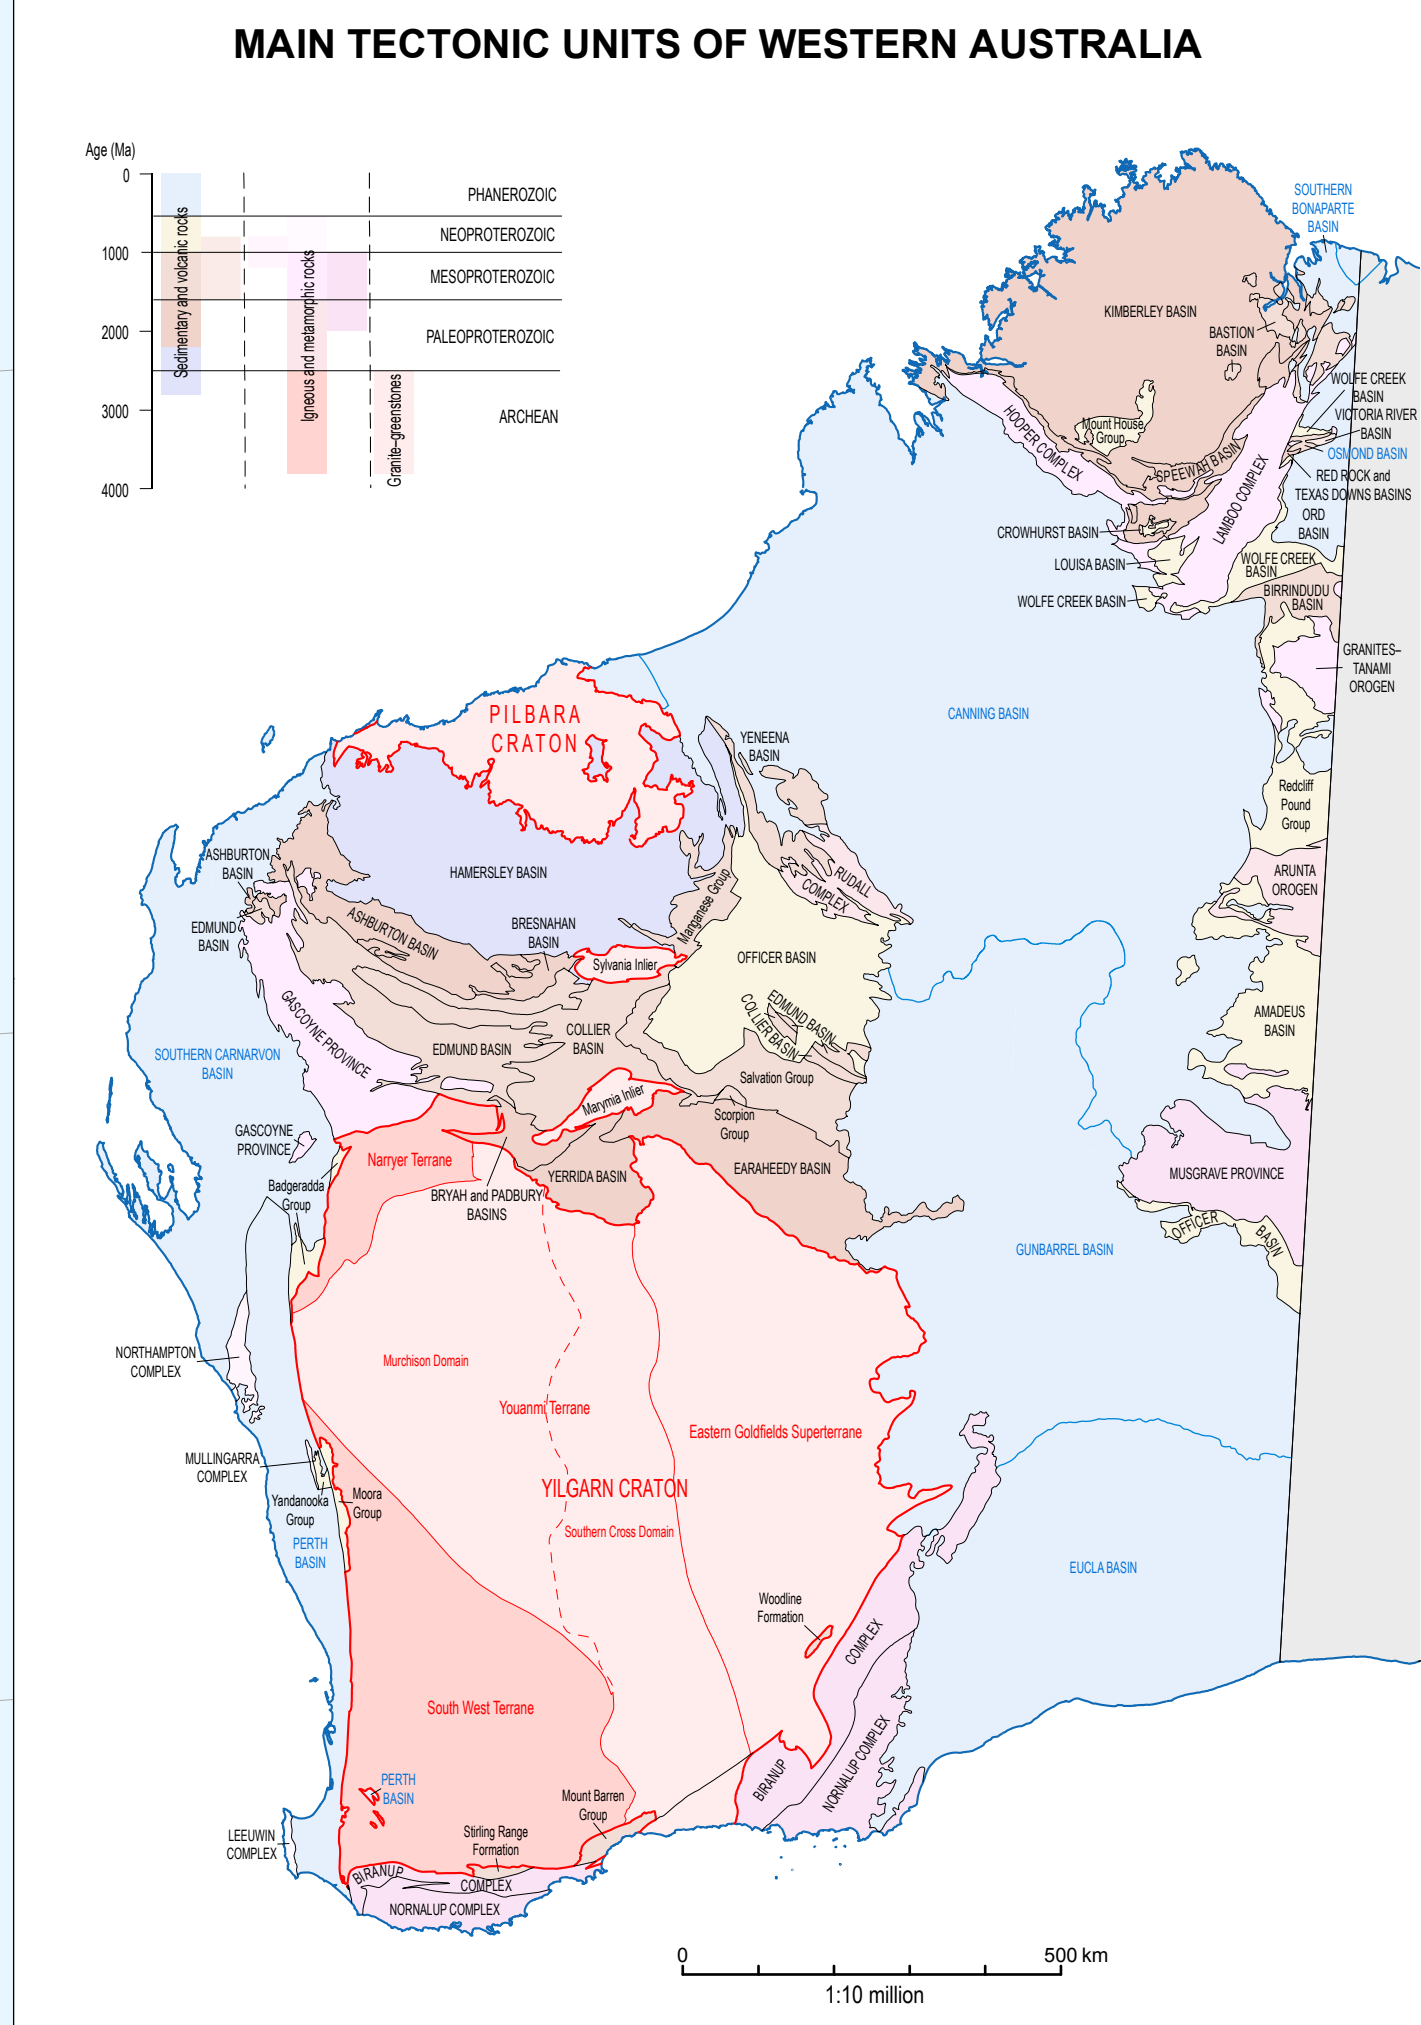 MAIN TECTONIC UNITS OF WESTERN AUSTRALIA
Age (Ma)
0
1000
2000
3000
4000
Sedimentary and volcanic rocks
Igneous and metamorphic rocks
Granite–greenstones
PHANEROZOIC
NEOPROTEROZOIC
MESOPROTEROZOIC
PALEOPROTEROZOIC
ARCHEAN
SOUTHERN
BONAPARTE
BASIN
KIMBERLEY BASIN
BASTION
BASIN
WOLFE CREEK
BASIN
VICTORIA RIVER
BASIN
OSMOND BASIN
RED ROCK and
TEXAS DOWNS BASINS
ORD
BASIN
Mount House
Group
HOOPER COMPLEX
SPEEWAH BASIN
LAMBOO COMPLEX
CROWHURST BASIN
LOUISA BASIN
WOLFE CREEK BASIN
WOLFE CREEK
BASIN
BIRRINDUDU
BASIN
GRANITES–
TANAMI
OROGEN
CANNING BASIN
PILBARA
CRATON
YENEENA
BASIN
Redcliff
Pound
Group
ASHBURTON
BASIN
HAMERSLEY BASIN
RUDALL
COMPLEX
ARUNTA
OROGEN
EDMUND
BASIN
ASHBURTON BASIN
BRESNAHAN
BASIN
Manganese Group
Sylvania Inlier
OFFICER BASIN
GASCOYNE PROVINCE
EDMUND BASIN
COLLIER BASIN
AMADEUS
BASIN
COLLIER
BASIN
EDMUND BASIN
SOUTHERN CARNARVON
BASIN
Salvation Group
Marymia Inlier
Scorpion
Group
GASCOYNE
PROVINCE
Narryer Terrane
EARAHEEDY BASIN
YERRIDA BASIN
MUSGRAVE PROVINCE
Badgeradda
Group
BRYAH and PADBURY
BASINS
OFFICER
BASIN
GUNBARREL BASIN
NORTHAMPTON
COMPLEX
Murchison Domain
Youanmi Terrane
Eastern Goldfields Superterrane
MULLINGARRA
COMPLEX
YILGARN CRATON
Yandanooka
Group
Moora
Group
Southern Cross Domain
PERTH
BASIN
EUCLA BASIN
Woodline
Formation
COMPLEX
South West Terrane
BIRANUP
NORNALUP COMPLEX
PERTH
BASIN
Mount Barren
Group
LEEUWIN
COMPLEX
Stirling Range
Formation
BIRANUP
COMPLEX
NORNALUP COMPLEX
0
500 km
1:10 million